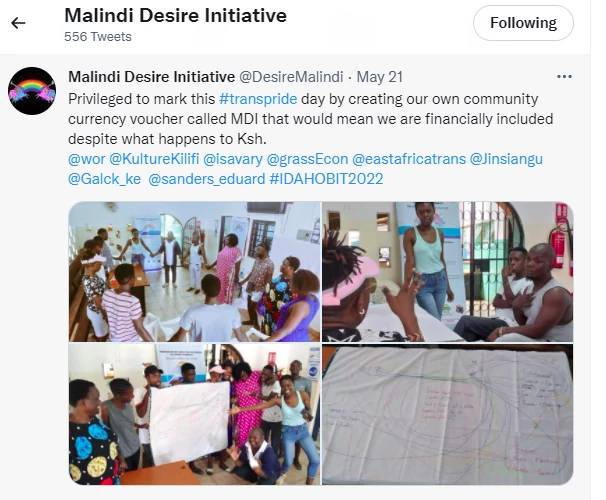 Malindi Desire Initiative
556 Tweets
Following
Malindi Desire Initiative @DesireMalindi · May 21
Privileged to mark this #transpride day by creating our own community
currency voucher called MDI that would mean we are financially included
despite what happens to Ksh.
@wor @KultureKilifi @isavary @grassEcon @eastafricatrans @Jinsiangu
@Galck_ke @sanders_eduard #IDAHOBIT2022